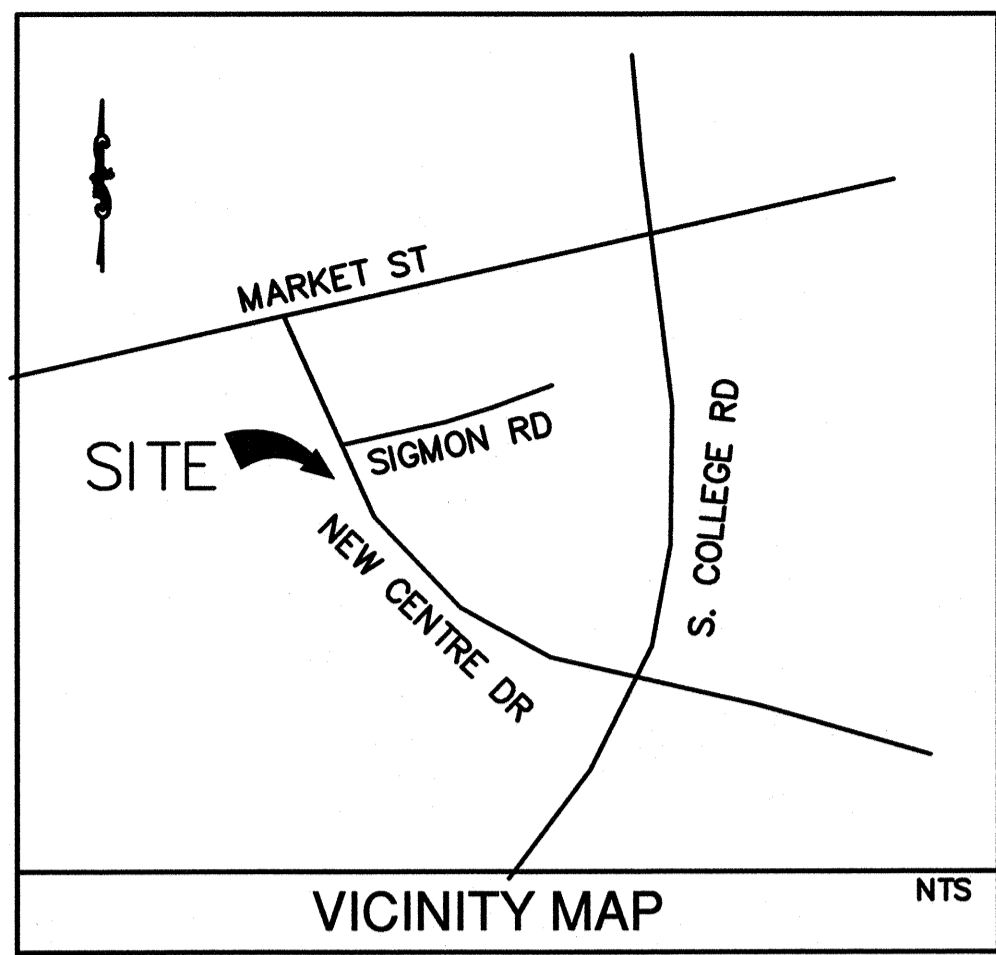 MARKET ST
SIGMON RD
SITE
S. COLLEGE RD
NEW CENTRE DR
NTS
VICINITY MAP